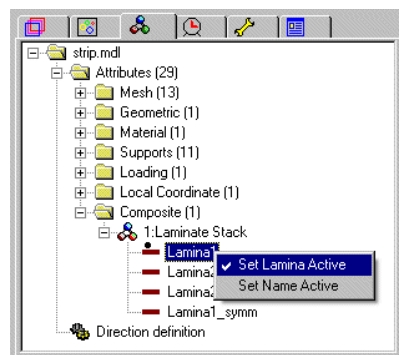 strip.mdl
Attributes (29)
Mesh (13)
Geometric (1)
Material (1)
Supports (11)
Loading (1)
Local Coordinate (1)
Composite (1)
1:Laminate Stack
Lamina1
Set Lamina Active
Lamina2
Set Name Active
Lamina2
Lamina1_symm
Direction definition